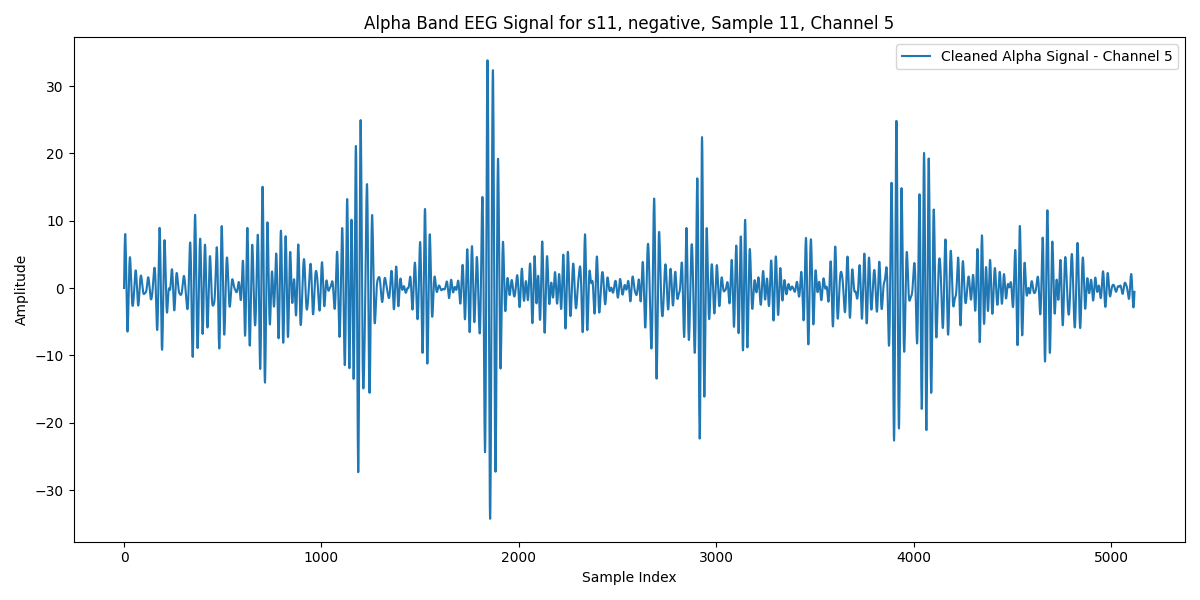 Alpha Band EEG Signal for s11, negative, Sample 11, Channel 5
Cleaned Alpha Signal - Channel 5
Amplitude
30
20
10
0
−10
−20
−30
0 1000 2000 3000 4000 5000
Sample Index